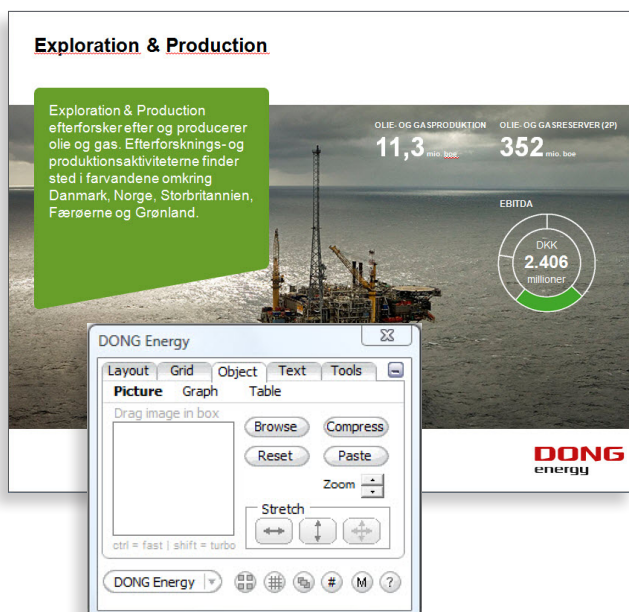 Exploration & Production
Exploration & Production
efterforsker efter og producerer
olie og gas. Efterforsknings- og
produktionsaktiviteterne finder
sted i farvandene omkring
Danmark, Norge, Storbritannien,
Færøerne og Grønland.
OLIE- OG GASPRODUKTION OLIE- OG GASRESERVER (2P)
11,3 mio. boe 352 mio. boe
EBITDA
DKK
2.406
millioner
DONG Energy
Layout Grid Object Text Tools
Picture Graph Table
Drag image in box
Browse Compress
Reset Paste
Zoom
Stretch
ctrl = fast | shift = turbo
DONG Energy # M ?
DONG
energy